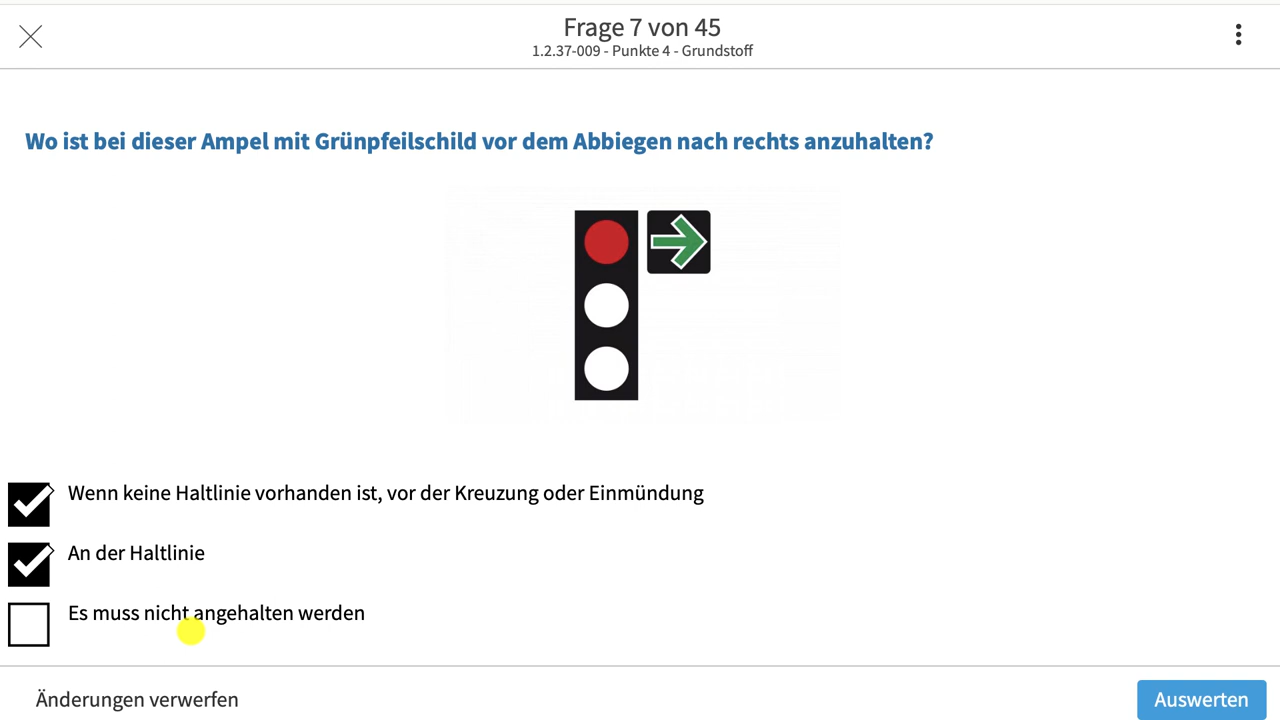 Frage 7 von 45
1.2.37-009 - Punkte 4 - Grundstoff
Wo ist bei dieser Ampel mit Grünpfeilschild vor dem Abbiegen nach rechts anzuhalten?
Wenn keine Haltlinie vorhanden ist, vor der Kreuzung oder Einmündung
An der Haltlinie
Es muss nicht angehalten werden
Änderungen verwerfen
Auswerten